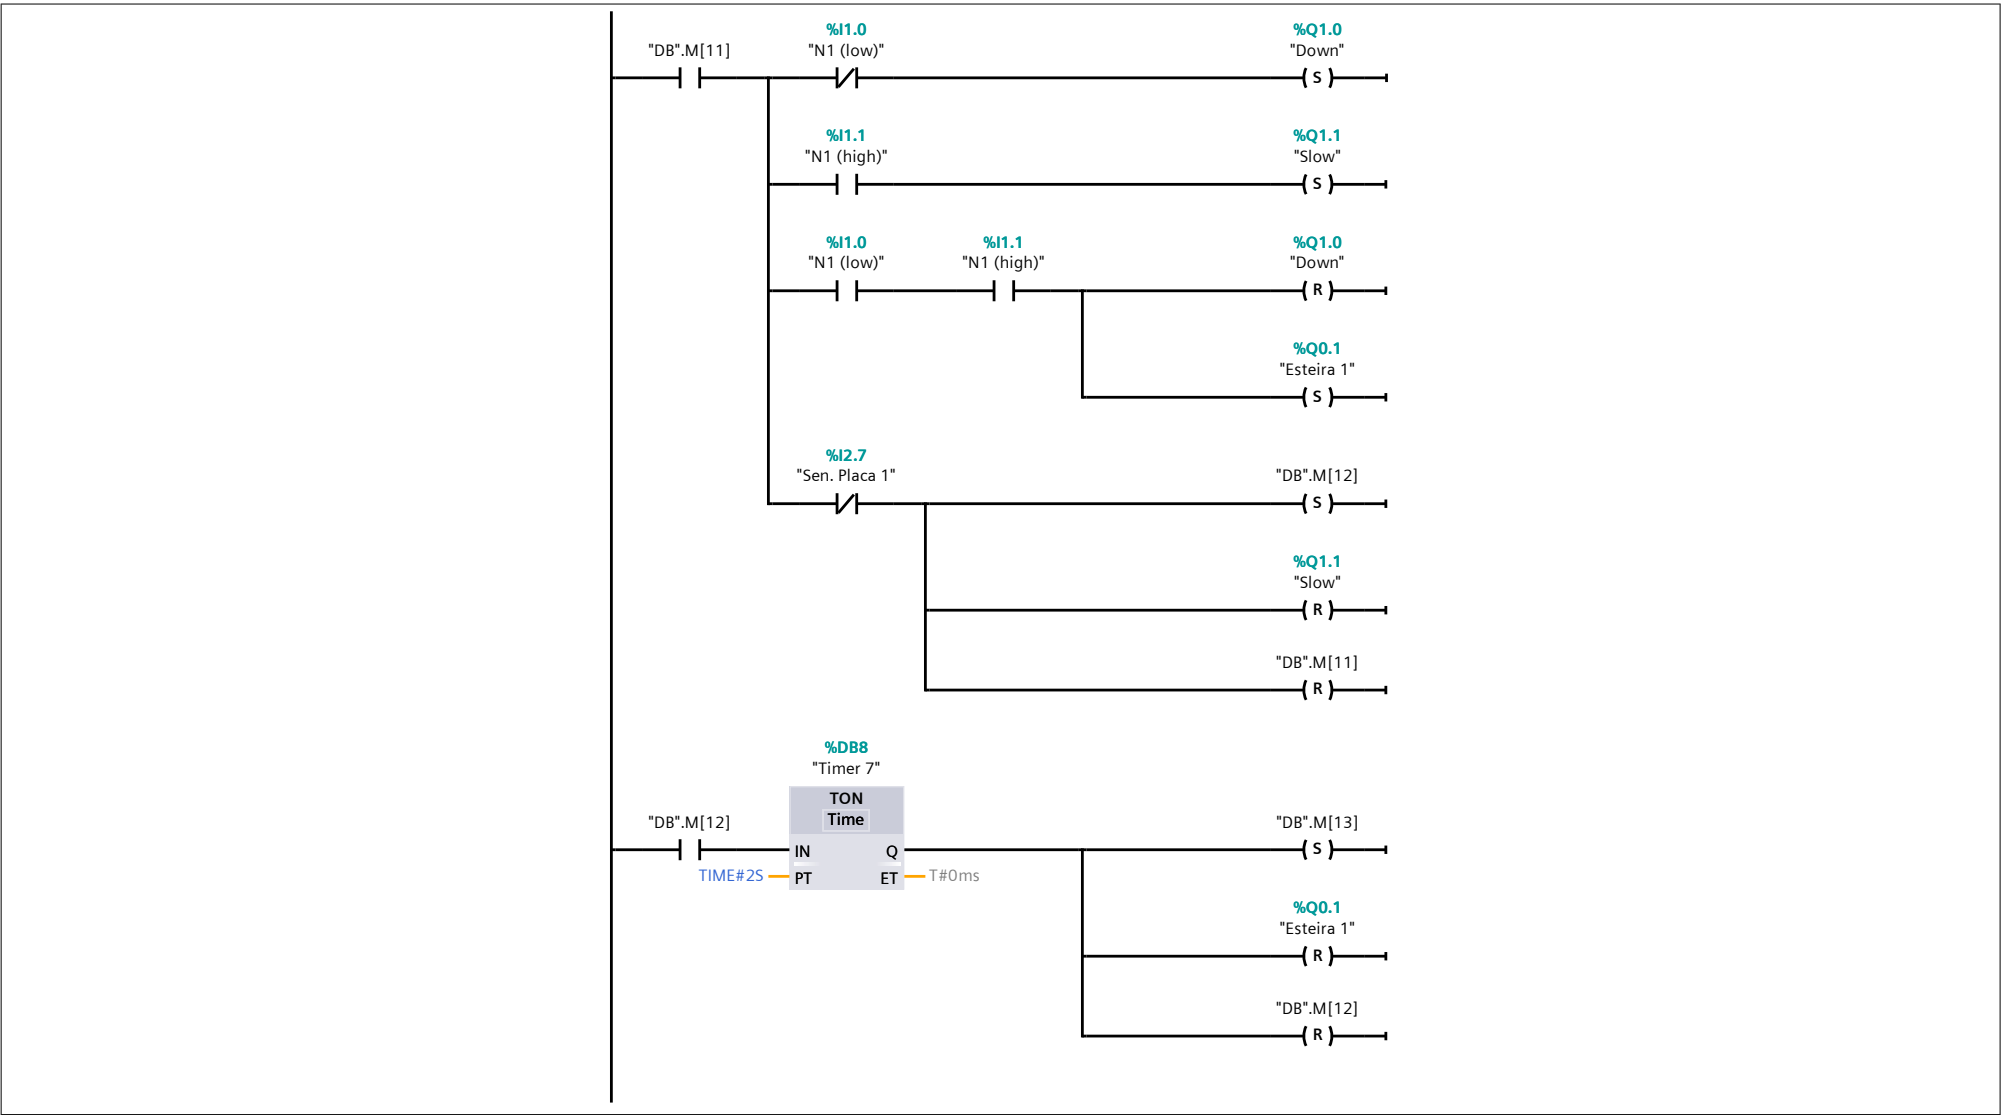 %I1.0
%Q1.0
"DB".M[11]
"N1 (low)"
"Down"
S
%I1.1
%Q1.1
"N1 (high)"
"Slow"
S
%I1.0
%I1.1
%Q1.0
"N1 (low)"
"N1 (high)"
"Down"
R
%Q0.1
"Esteira 1"
S
%I2.7
"Sen. Placa 1"
"DB".M[12]
S
%Q1.1
"Slow"
R
"DB".M[11]
R
%DB8
"Timer 7"
TON
Time
"DB".M[12]
"DB".M[13]
IN
Q
S
TIME#2S
PT
ET
T#0ms
%Q0.1
"Esteira 1"
R
"DB".M[12]
R